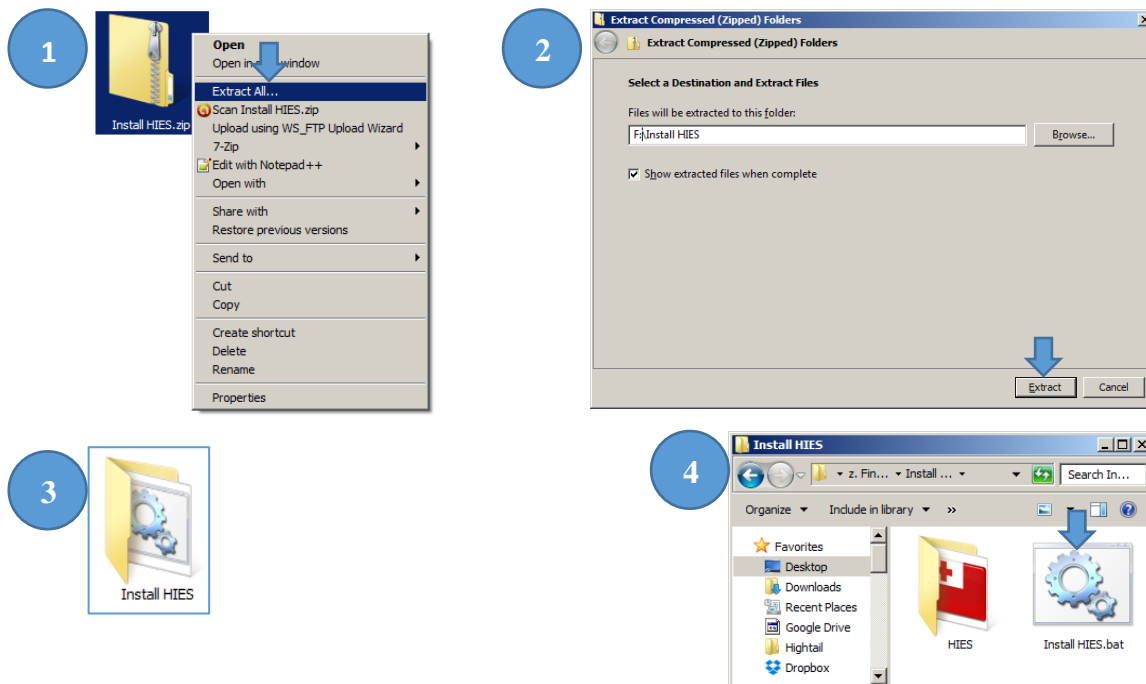 1
Install HIES.zip
Open
Open in window
Extract All...
Scan Install HIES.zip
Upload using WS_FTP Upload Wizard
7-Zip
Edit with Notepad++
Open with
Share with
Restore previous versions
Send to
Cut
Copy
Create shortcut
Delete
Rename
Properties
2
Extract Compressed (Zipped) Folders
Extract Compressed (Zipped) Folders
Select a Destination and Extract Files
Files will be extracted to this folder:
F:\Install HIES
Browse...
Show extracted files when complete
Extract
Cancel
3
Install HIES
4
Install HIES
z. Fin... Install ...
Search In...
Organize
Include in library
»
Favorites
Desktop
Downloads
Recent Places
Google Drive
Hightail
Dropbox
HIES
Install HIES.bat